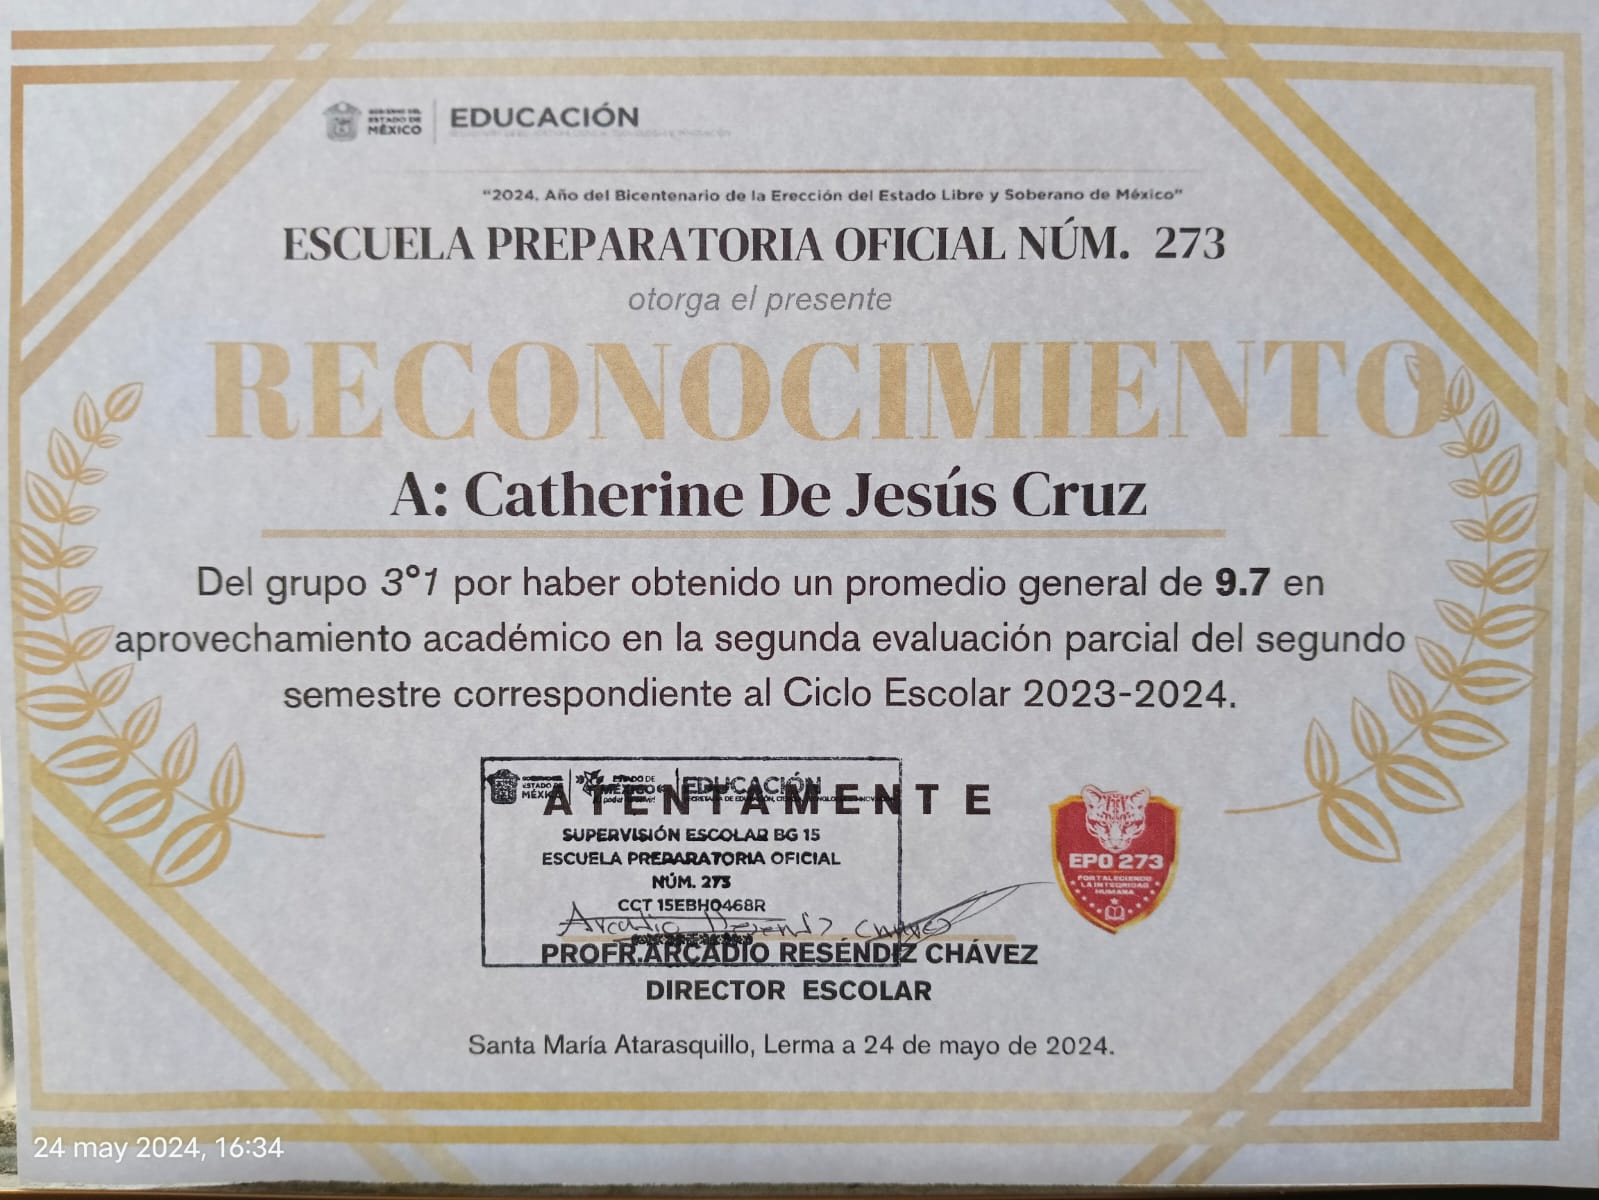 GOBIERNO DEL
ESTADO DE
MÉXICO
EDUCACIÓN
"2024. Año del Bicentenario de la Erección del Estado Libre y Soberano de México"
ESCUELA PREPARATORIA OFICIAL NÚM. 273
otorga el presente
RECONOCIMIENTO
A: Catherine De Jesús Cruz
Del grupo 3°1 por haber obtenido un promedio general de 9.7 en
aprovechamiento académico en la segunda evaluación parcial del segundo
semestre correspondiente al Ciclo Escolar 2023-2024.
GOBIERNO DEL
ESTADO DE
MÉXICO
ESTADO DE
MÉXICO
EDUCACIÓN
ATENTAMENTE
SUPERVISIÓN ESCOLAR BG 15
ESCUELA PREPARATORIA OFICIAL
NÚM. 273
CCT 15EBH0468R
EPO 273
FORTALECIENDO
LA INTEGRIDAD
HUMANA
Arcadio Resendiz Chavez
PROFR.ARCADIO RESÉNDIZ CHÁVEZ
DIRECTOR ESCOLAR
Santa María Atarasquillo, Lerma a 24 de mayo de 2024.
24 may 2024, 16:34